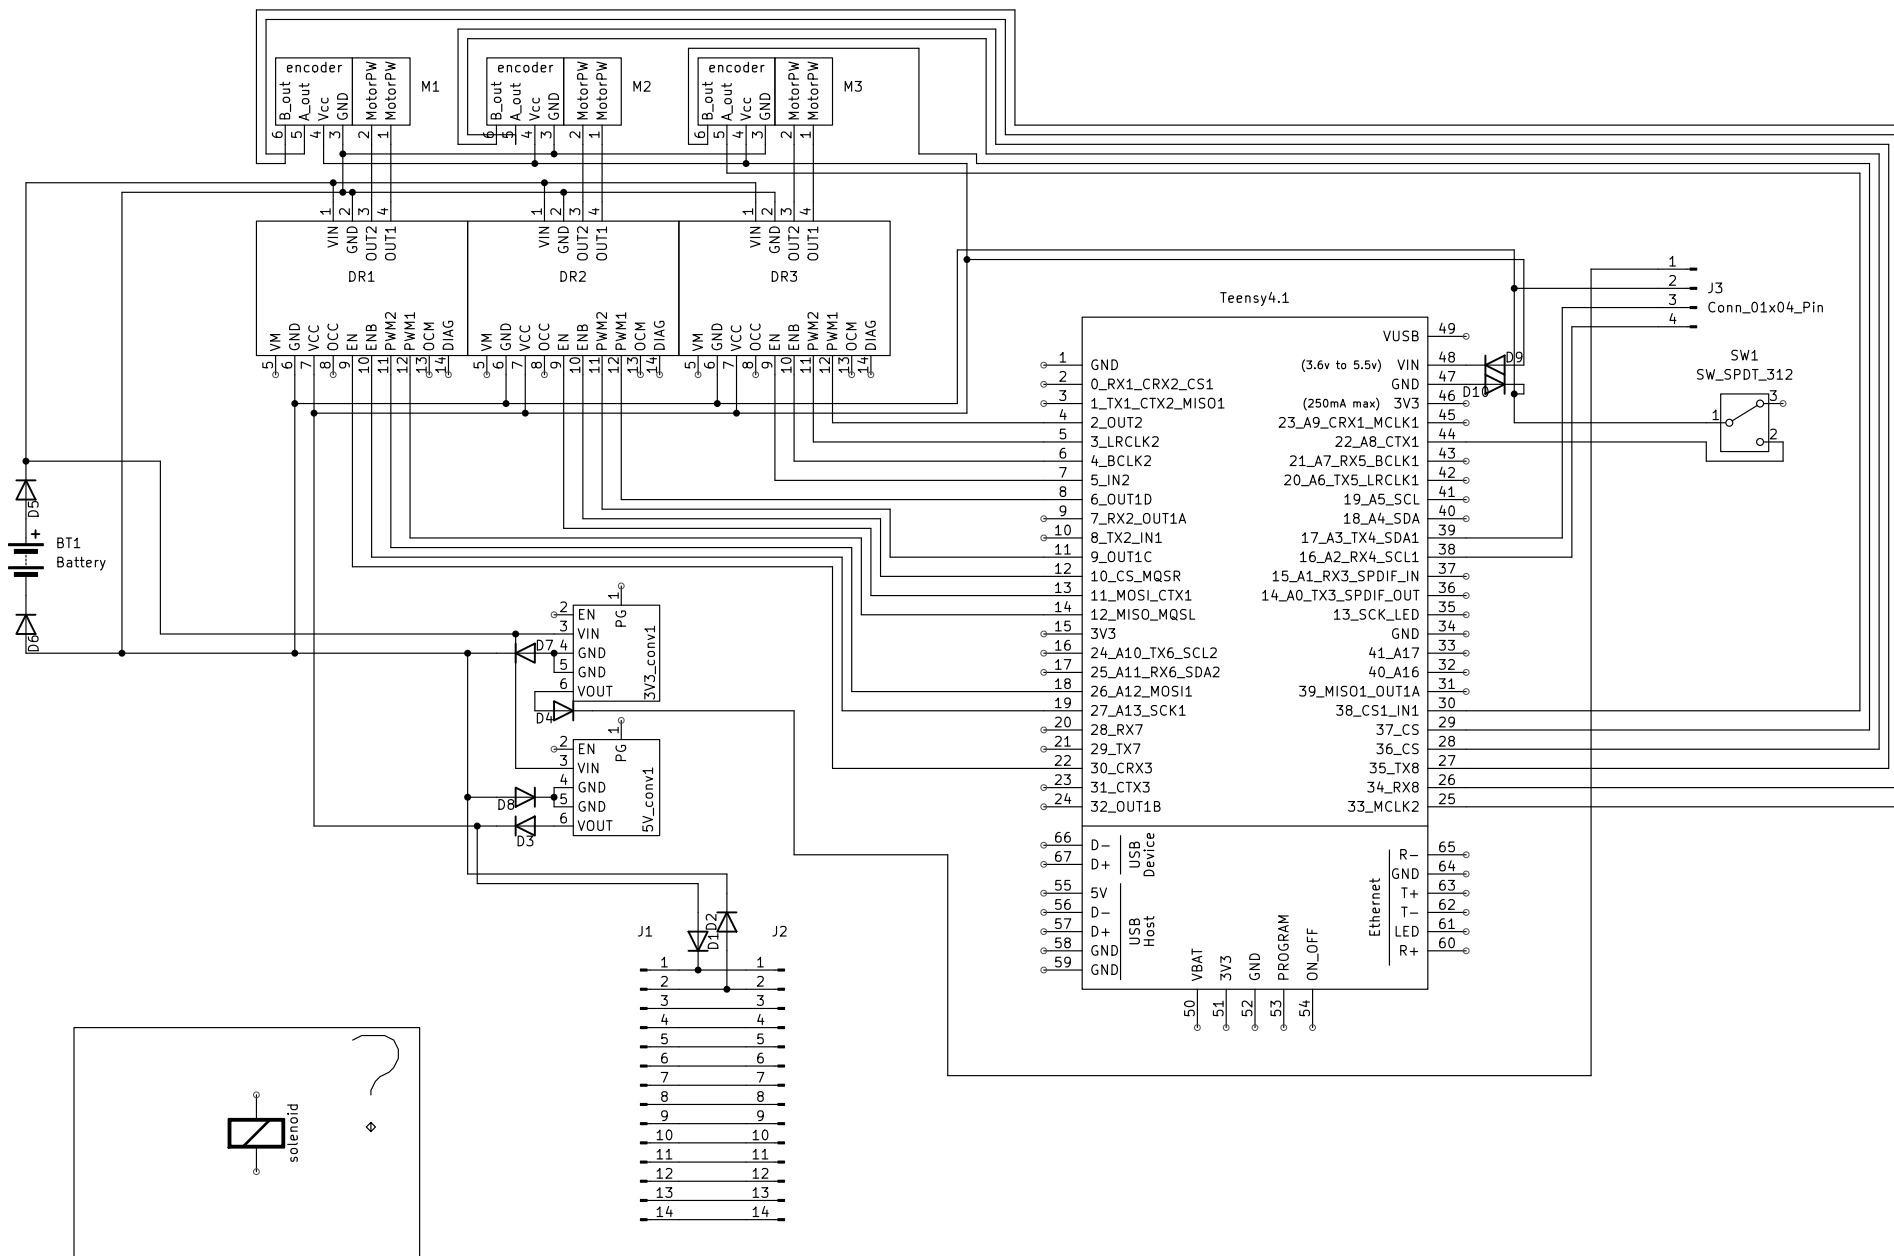 encoder
B_out
A_out
Vcc
GND
MotorPW
MotorPW
6
5
4
3
2
1
M1
encoder
B_out
A_out
Vcc
GND
MotorPW
MotorPW
6
5
4
3
2
1
M2
encoder
B_out
A_out
Vcc
GND
MotorPW
MotorPW
6
5
4
3
2
1
M3
1
2
3
4
VIN
GND
OUT2
OUT1
DR1
VM
GND
VCC
OCC
EN
ENB
PWM2
PWM1
OCM
DIAG
5
6
7
8
9
10
11
12
13
14
1
2
3
4
VIN
GND
OUT2
OUT1
DR2
VM
GND
VCC
OCC
EN
ENB
PWM2
PWM1
OCM
DIAG
5
6
7
8
9
10
11
12
13
14
1
2
3
4
VIN
GND
OUT2
OUT1
DR3
VM
GND
VCC
OCC
EN
ENB
PWM2
PWM1
OCM
DIAG
5
6
7
8
9
10
11
12
13
14
Teensy4.1
1 GND
2 0_RX1_CRX2_CS1
3 1_TX1_CTX2_MISO1
4 2_OUT2
5 3_LRCLK2
6 4_BCLK2
7 5_IN2
8 6_OUT1D
9 7_RX2_OUT1A
10 8_TX2_IN1
11 9_OUT1C
12 10_CS_MQSR
13 11_MOSI_CTX1
14 12_MISO_MQSL
15 3V3
16 24_A10_TX6_SCL2
17 25_A11_RX6_SDA2
18 26_A12_MOSI1
19 27_A13_SCK1
20 28_RX7
21 29_TX7
22 30_CRX3
23 31_CTX3
24 32_OUT1B
VUSB 49
(3.6v to 5.5v) VIN 48
GND 47
(250mA max) 3V3 46
23_A9_CRX1_MCLK1 45
22_A8_CTX1 44
21_A7_RX5_BCLK1 43
20_A6_TX5_LRCLK1 42
19_A5_SCL 41
18_A4_SDA 40
17_A3_TX4_SDA1 39
16_A2_RX4_SCL1 38
15_A1_RX3_SPDIF_IN 37
14_A0_TX3_SPDIF_OUT 36
13_SCK_LED 35
GND 34
41_A17 33
40_A16 32
39_MISO1_OUT1A 31
38_CS1_IN1 30
37_CS 29
36_CS 28
35_TX8 27
34_RX8 26
33_MCLK2 25
66 D-
67 D+
USB
Device
55 5V
56 D-
57 D+
58 GND
59 GND
USB
Host
VBAT
3V3
GND
PROGRAM
ON_OFF
50
51
52
53
54
Ethernet
R- 65
GND 64
T+ 63
T- 62
LED 61
R+ 60
D9
D10
1
2
3
4
J3
Conn_01x04_Pin
SW1
SW_SPDT_312
1
3
2
D5
+
BT1
Battery
D6
1
PG
2 EN
3 VIN
4 GND
5 GND
6 VOUT
3V3_conv1
D7
D4
1
PG
2 EN
3 VIN
4 GND
5 GND
6 VOUT
5V_conv1
D8
D3
D1
D2
J1
J2
1 1
2 2
3 3
4 4
5 5
6 6
7 7
8 8
9 9
10 10
11 11
12 12
13 13
14 14
solenoid
?